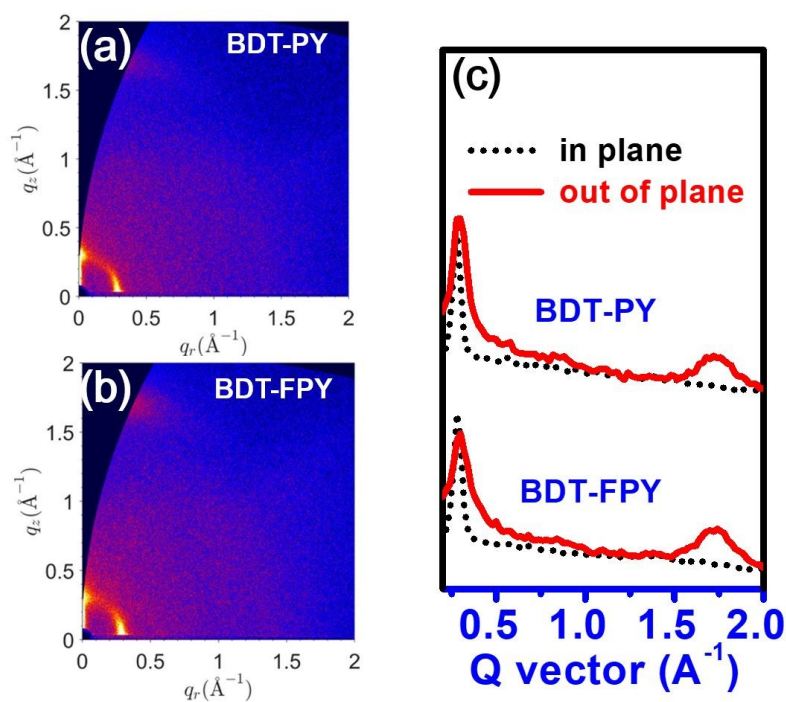 (a) BDT-PY
2
1.5
1
0.5
0
q_z(Å⁻¹)
0 0.5 1 1.5 2
q_r(Å⁻¹)
(b) BDT-FPY
2
1.5
1
0.5
0
q_z(Å⁻¹)
0 0.5 1 1.5 2
q_r(Å⁻¹)
(c)
in plane
out of plane
BDT-PY
BDT-FPY
0.5 1.0 1.5 2.0
Q vector (A⁻¹)